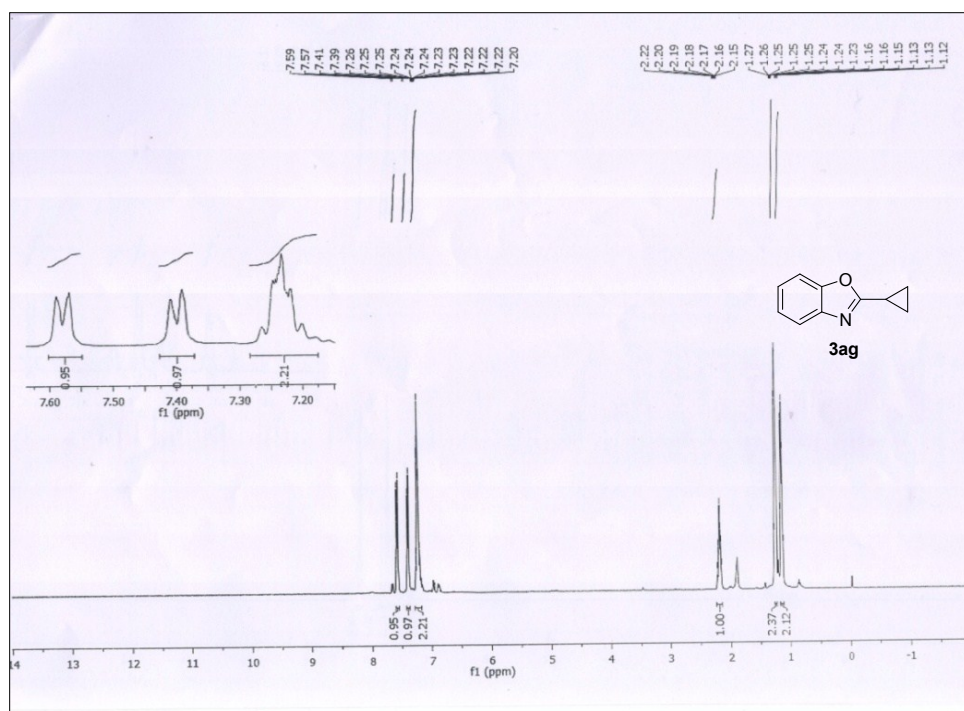 7.59 7.57 7.41 7.39 7.26 7.25 7.25 7.24 7.24 7.24 7.23 7.23 7.22 7.22 7.22 7.20
2.22 2.20 2.19 2.18 2.17 2.16 2.15 1.27 1.26 1.25 1.25 1.25 1.24 1.24 1.23 1.16 1.16 1.15 1.13 1.13 1.12
O
N
3ag
0.95 0.97 2.21
7.60 7.50 7.40 7.30 7.20
f1 (ppm)
0.95 0.97 2.21 1.00 2.37 2.12
14 13 12 11 10 9 8 7 6 5 4 3 2 1 0 -1
f1 (ppm)